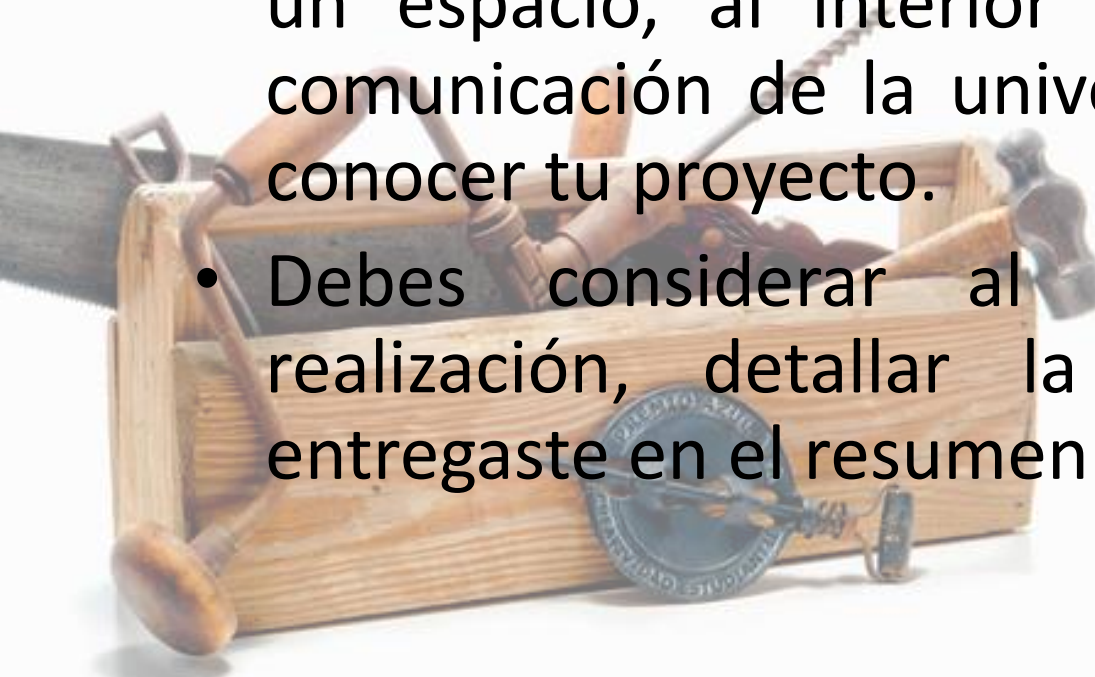 un espacio, al interior
comunicación de la unive
conocer tu proyecto.
• Debes considerar al
realización, detallar la
entregaste en el resumen